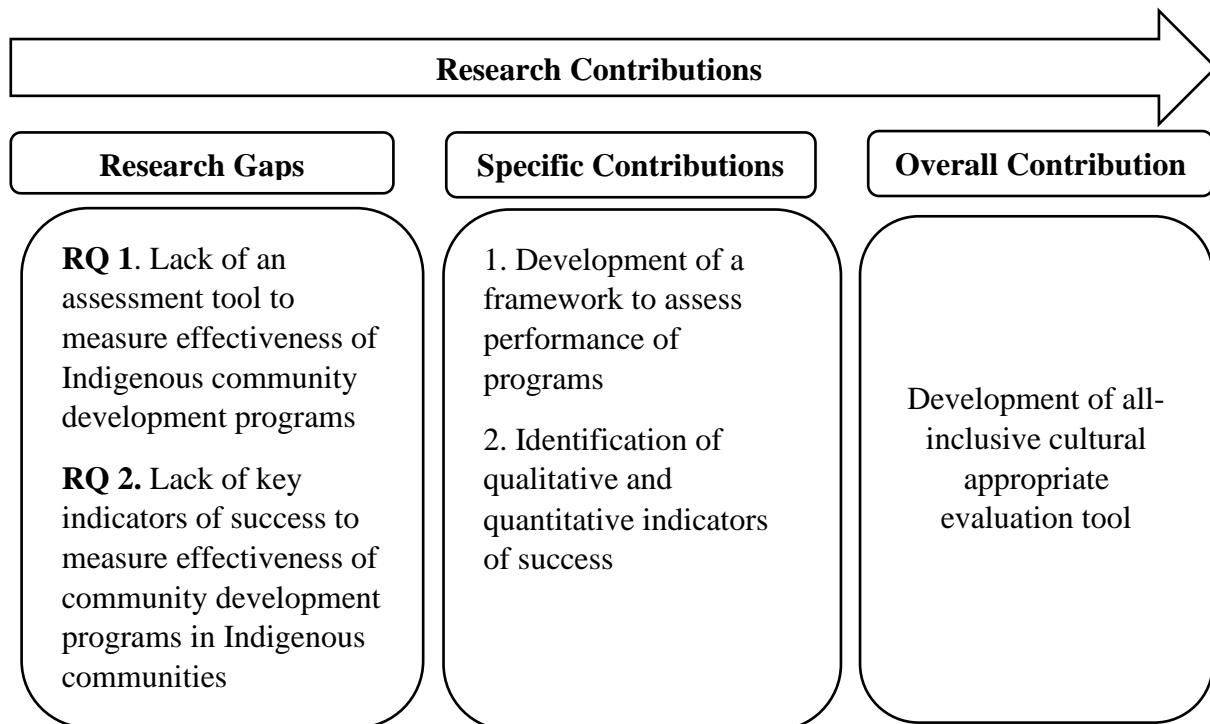 Research Contributions
Research Gaps
Specific Contributions
Overall Contribution
RQ 1. Lack of an
assessment tool to
measure effectiveness of
Indigenous community
development programs
RQ 2. Lack of key
indicators of success to
measure effectiveness of
community development
programs in Indigenous
communities
1. Development of a
framework to assess
performance of
programs
2. Identification of
qualitative and
quantitative indicators
of success
Development of all-
inclusive cultural
appropriate
evaluation tool